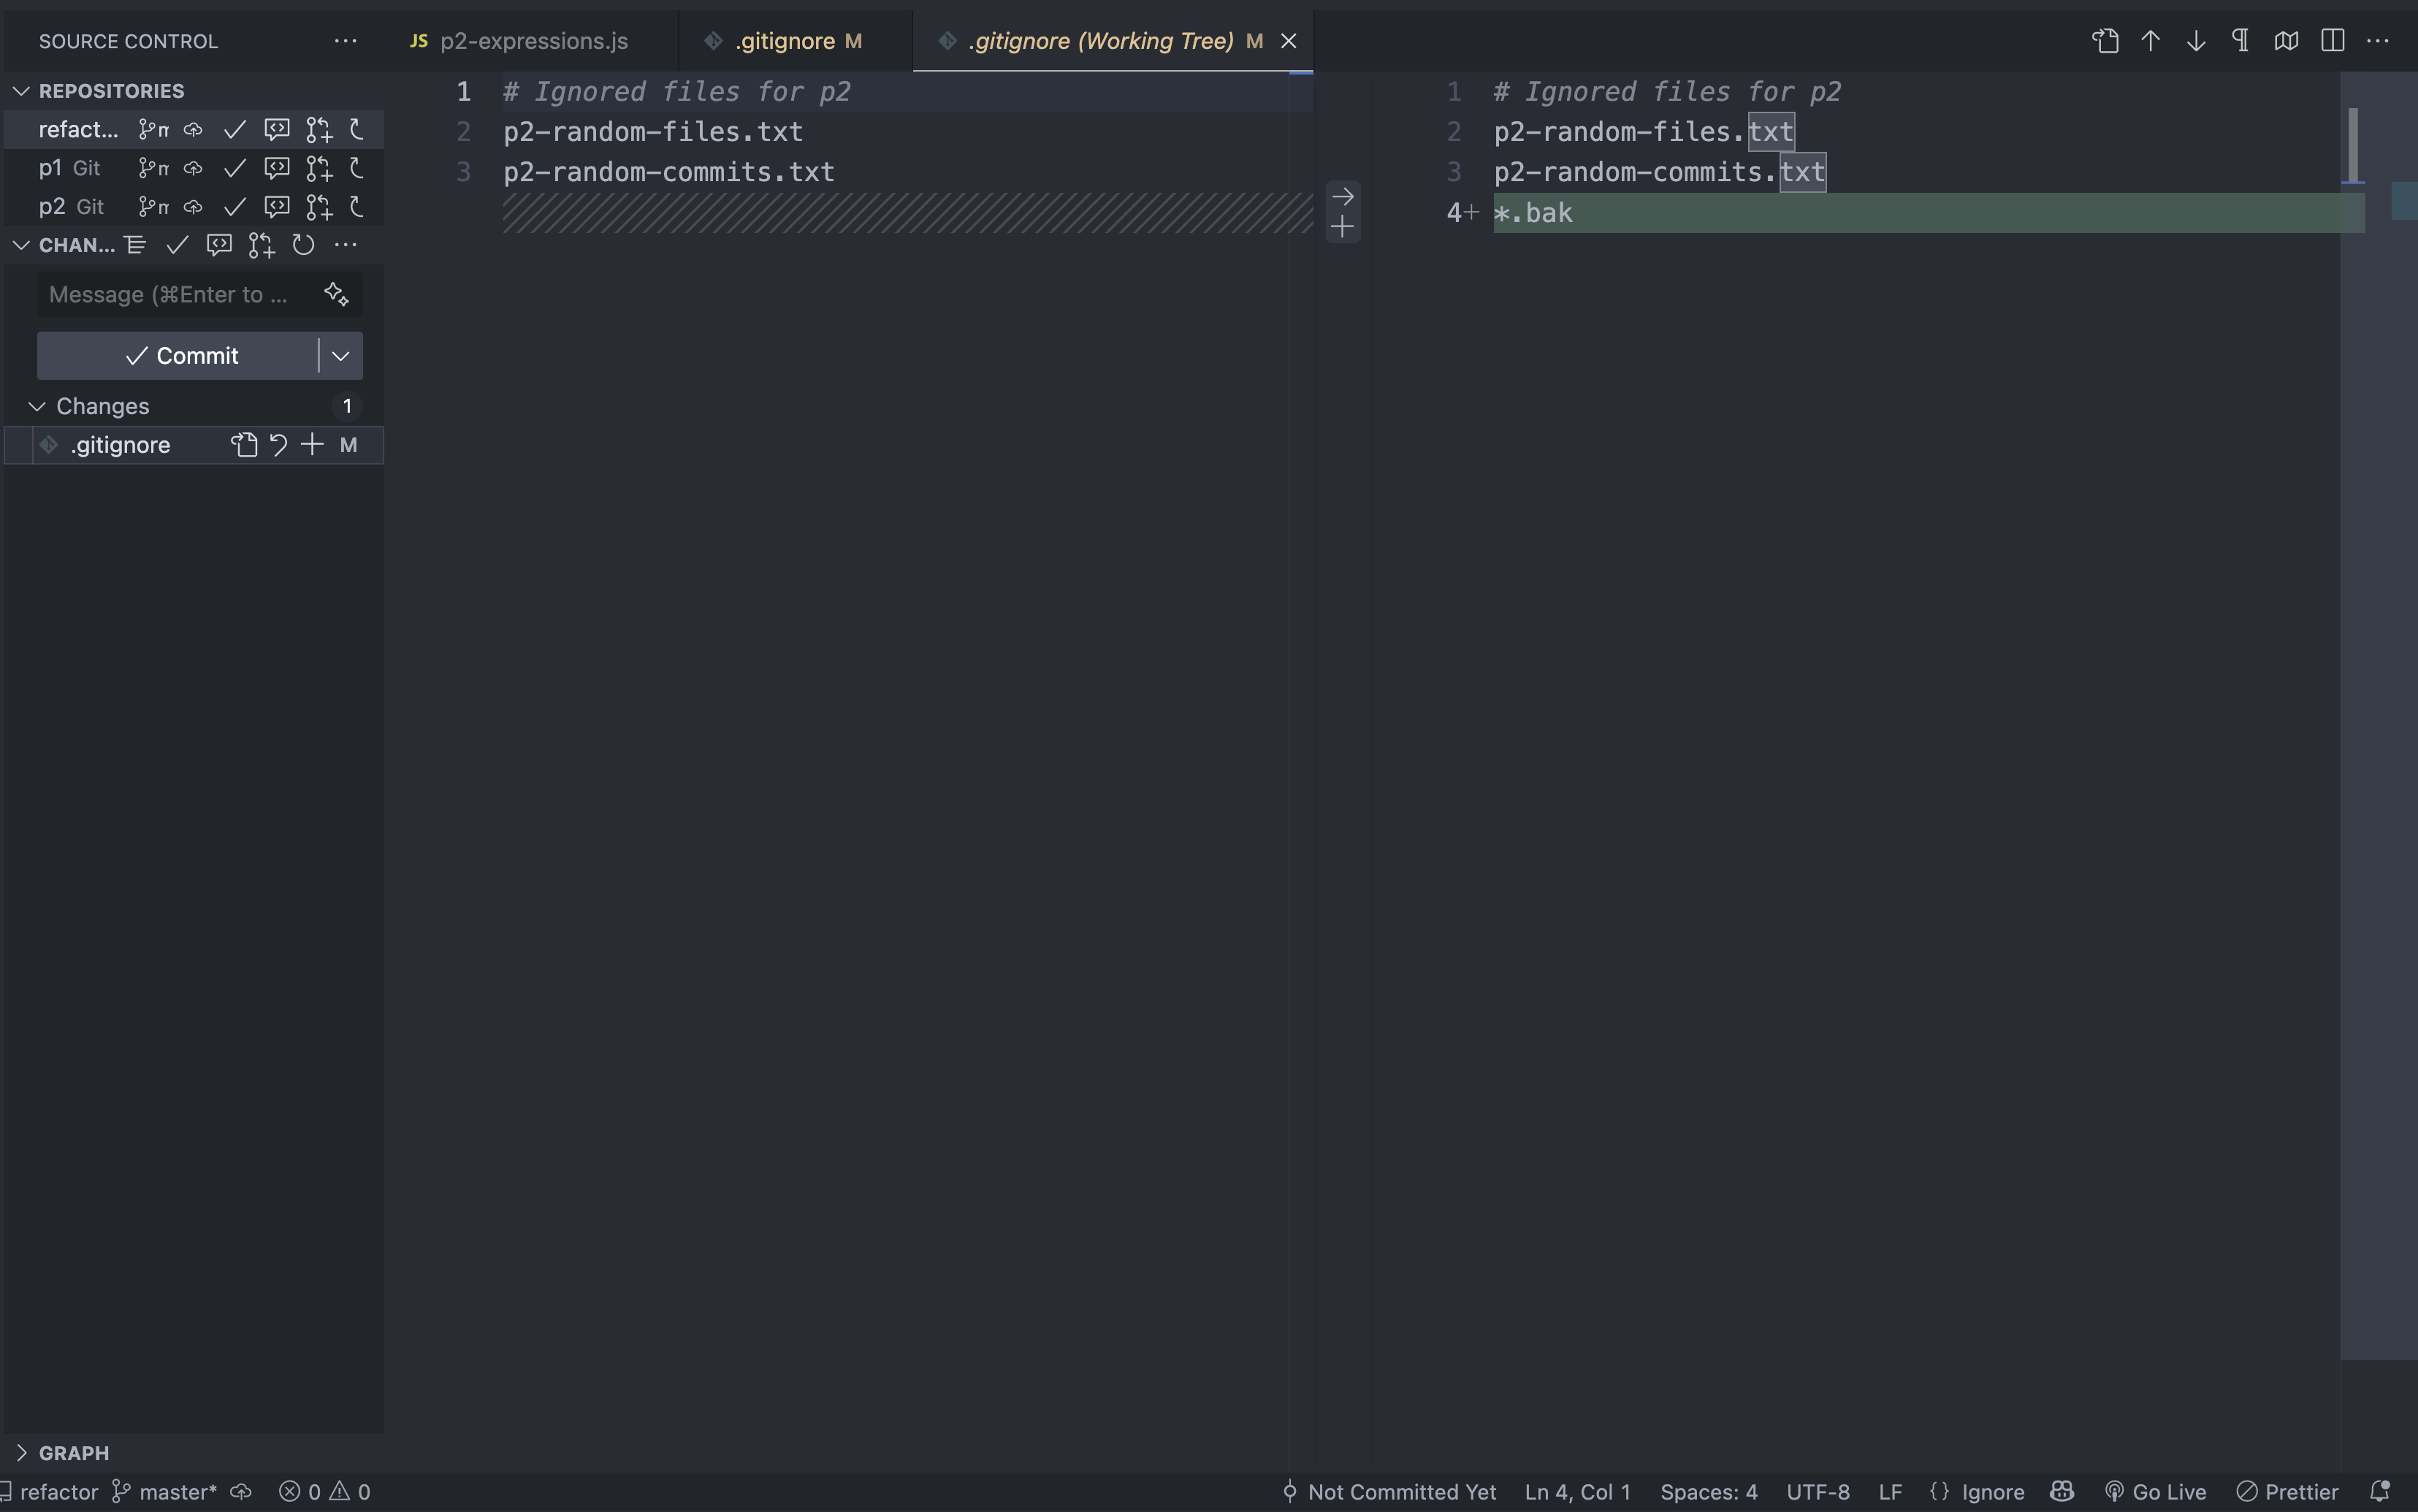 SOURCE CONTROL
REPOSITORIES
refact...
p1 Git
p2 Git
CHAN...
Message (⌘Enter to ...
Commit
Changes 1
.gitignore M
GRAPH
JS p2-expressions.js
.gitignore M
.gitignore (Working Tree) M
1 # Ignored files for p2
2 p2-random-files.txt
3 p2-random-commits.txt
1 # Ignored files for p2
2 p2-random-files.txt
3 p2-random-commits.txt
4+ *.bak
refactor master* 0 0 Not Committed Yet Ln 4, Col 1 Spaces: 4 UTF-8 LF {} Ignore Go Live Prettier